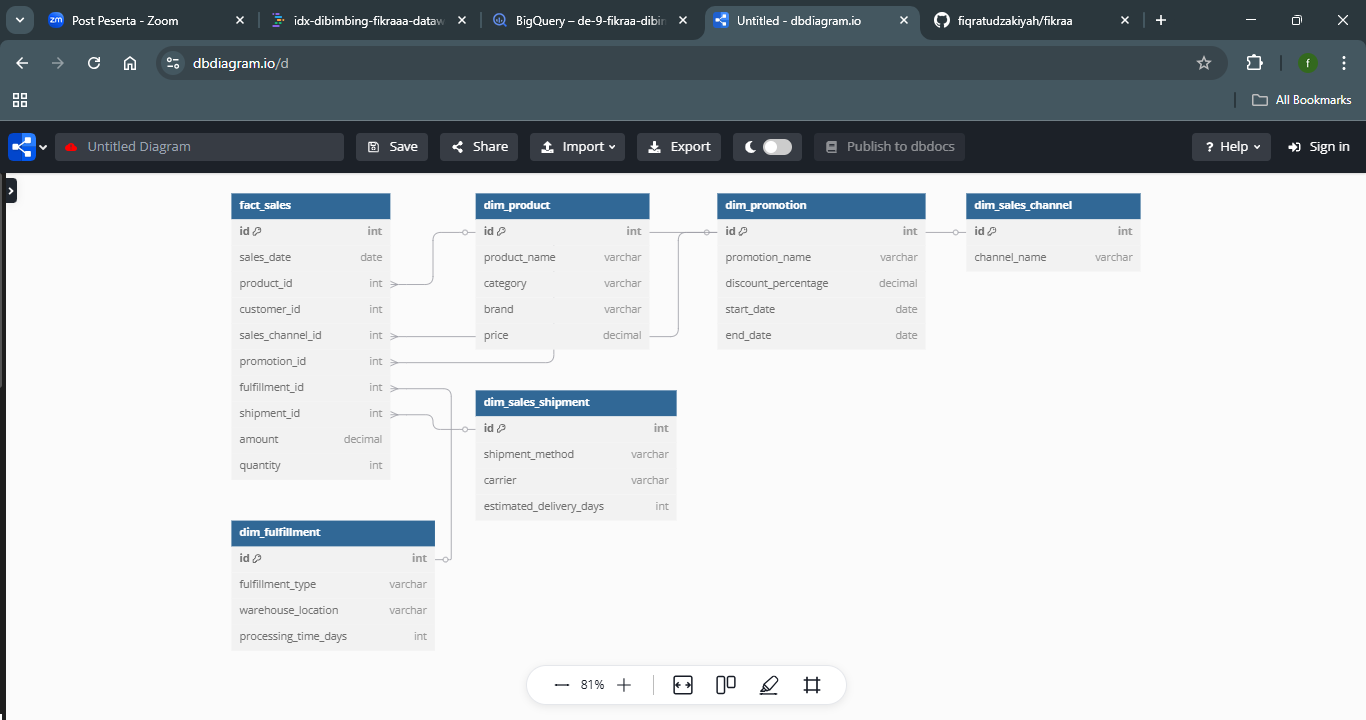 Post Peserta - Zoom
idx-dibimbing-fikraaa-dataw
BigQuery – de-9-fikraa-dibin
Untitled - dbdiagram.io
fiqratudzakiyah/fikraa
dbdiagram.io/d
f
All Bookmarks
Untitled Diagram
Save
Share
Import
Export
Publish to dbdocs
? Help
Sign in
fact_sales
id int
sales_date date
product_id int
customer_id int
sales_channel_id int
promotion_id int
fulfillment_id int
shipment_id int
amount decimal
quantity int
dim_product
id int
product_name varchar
category varchar
brand varchar
price decimal
dim_promotion
id int
promotion_name varchar
discount_percentage decimal
start_date date
end_date date
dim_sales_channel
id int
channel_name varchar
dim_sales_shipment
id int
shipment_method varchar
carrier varchar
estimated_delivery_days int
dim_fulfillment
id int
fulfillment_type varchar
warehouse_location varchar
processing_time_days int
81%